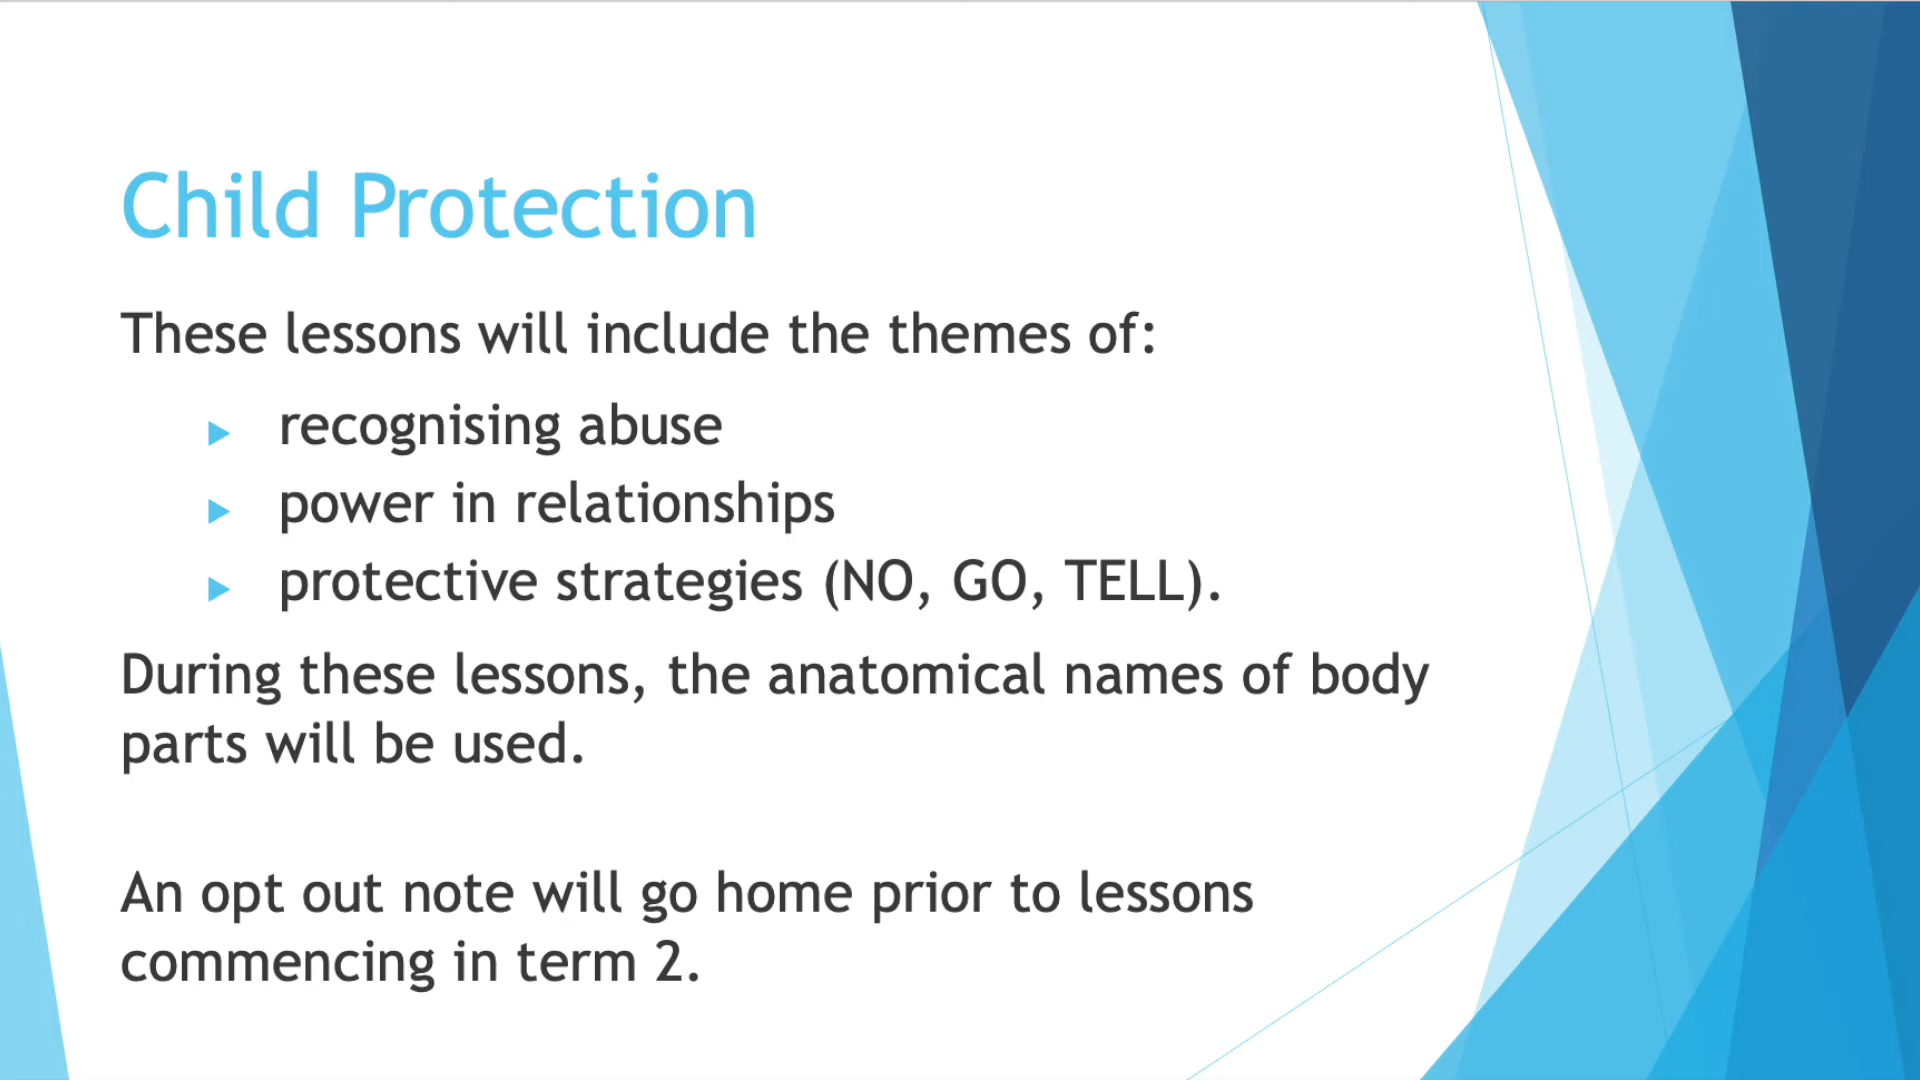 Child Protection
These lessons will include the themes of:
recognising abuse
power in relationships
protective strategies (NO, GO, TELL).
During these lessons, the anatomical names of body
parts will be used.
An opt out note will go home prior to lessons
commencing in term 2.